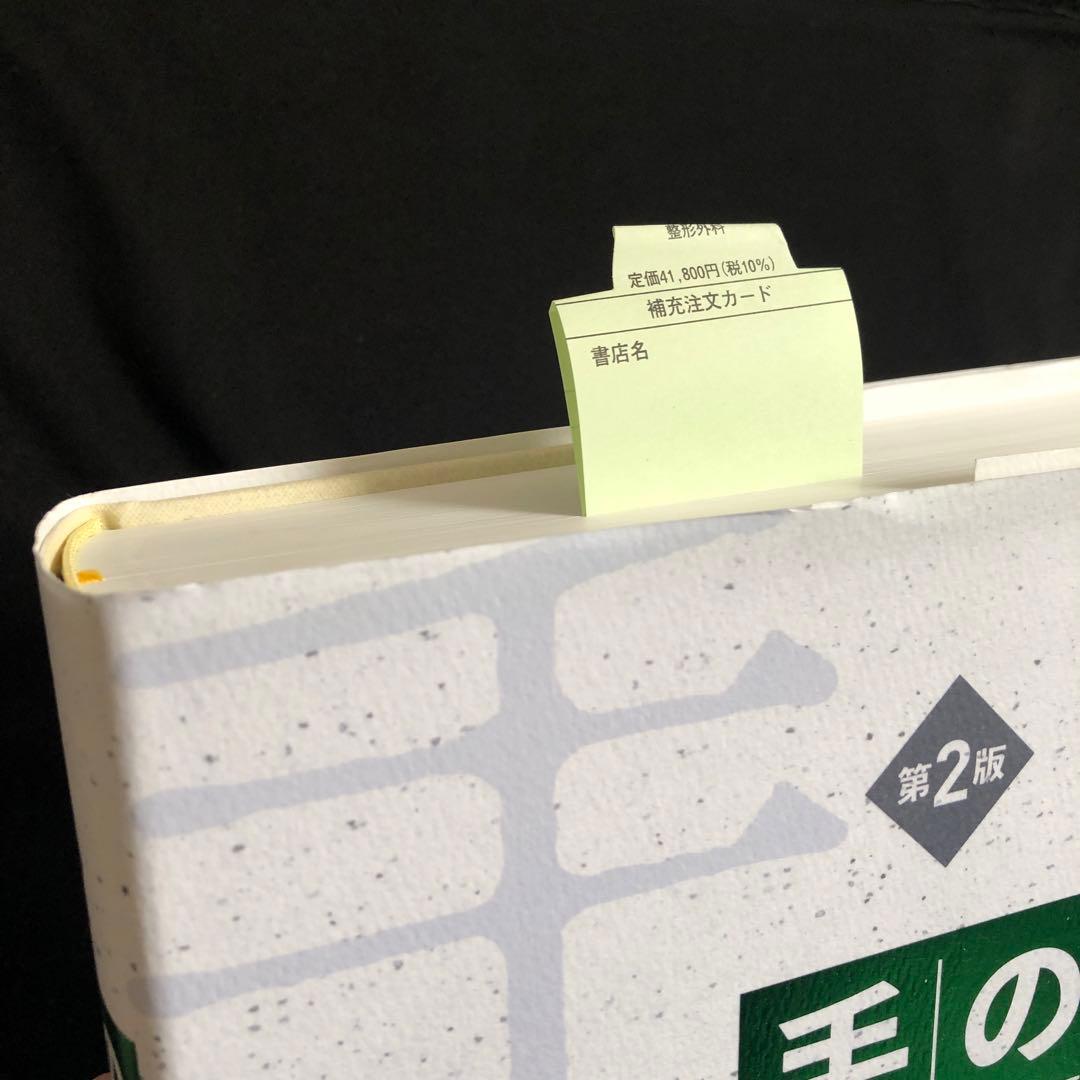 整形外科
定価41,800円(税10%)
補充注文カード
書店名
第2版
手の